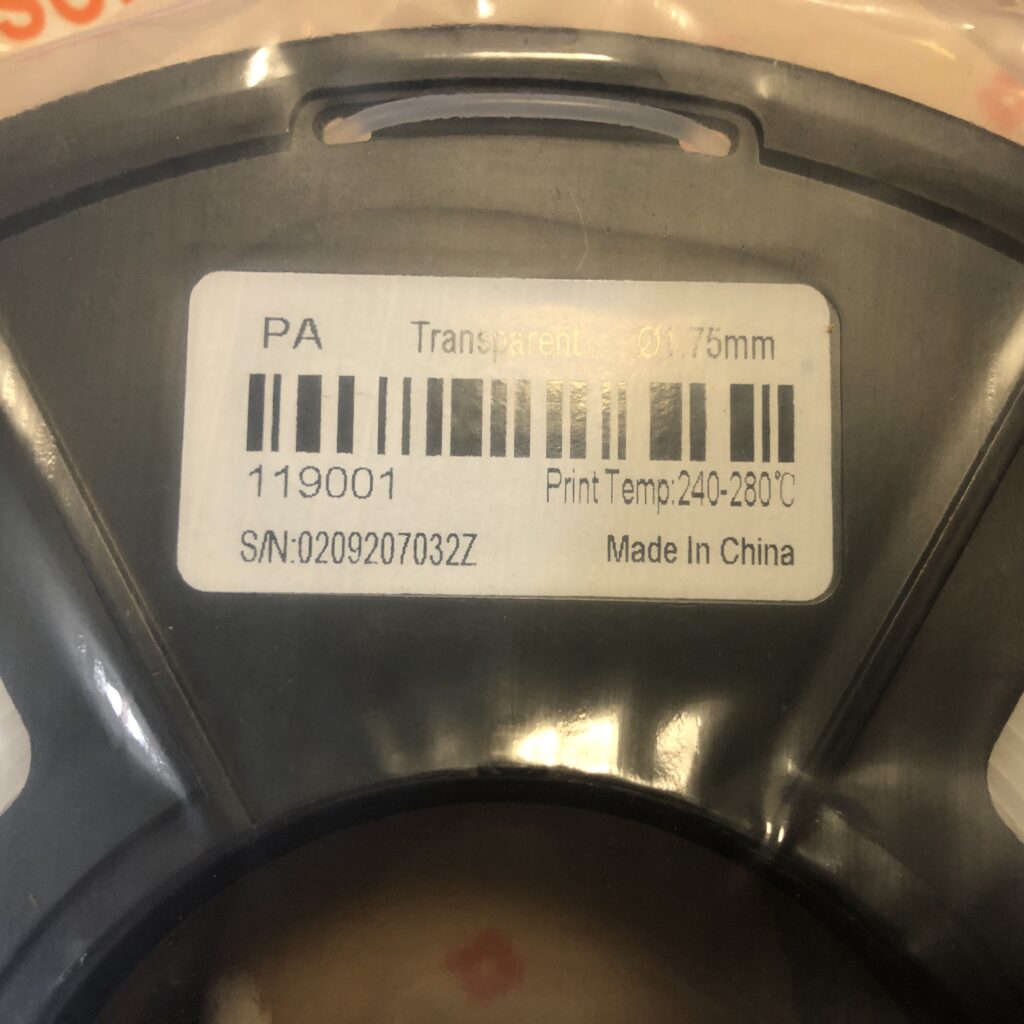 PA Transparent Ø1.75mm
119001 Print Temp:240-280℃
S/N:0209207032Z Made In China